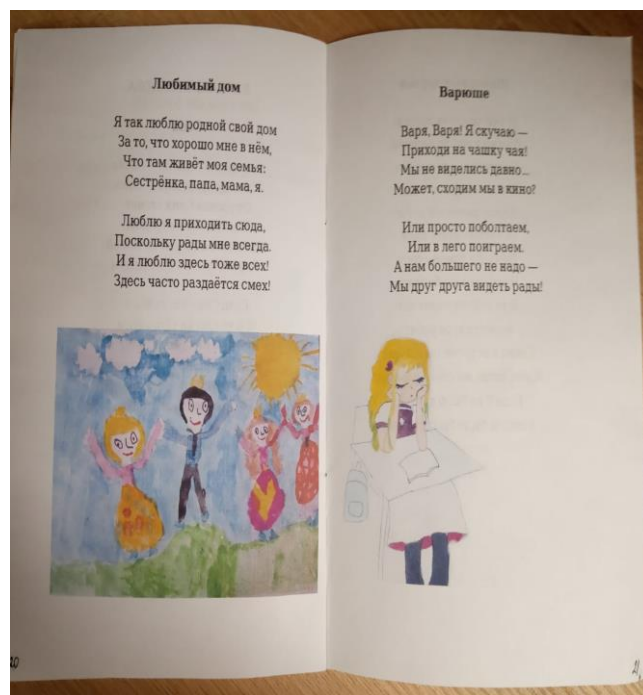 Любимый дом
Я так люблю родной свой дом
За то, что хорошо мне в нём,
Что там живёт моя семья:
Сестрёнка, папа, мама, я.
Люблю я приходить сюда,
Поскольку рады мне всегда.
И я люблю здесь тоже всех!
Здесь часто раздаётся смех!
20
Варюше
Варя, Варя! Я скучаю —
Приходи на чашку чая!
Мы не виделись давно...
Может, сходим мы в кино?
Или просто поболтаем,
Или в лего поиграем.
А нам большего не надо —
Мы друг друга видеть рады!
21